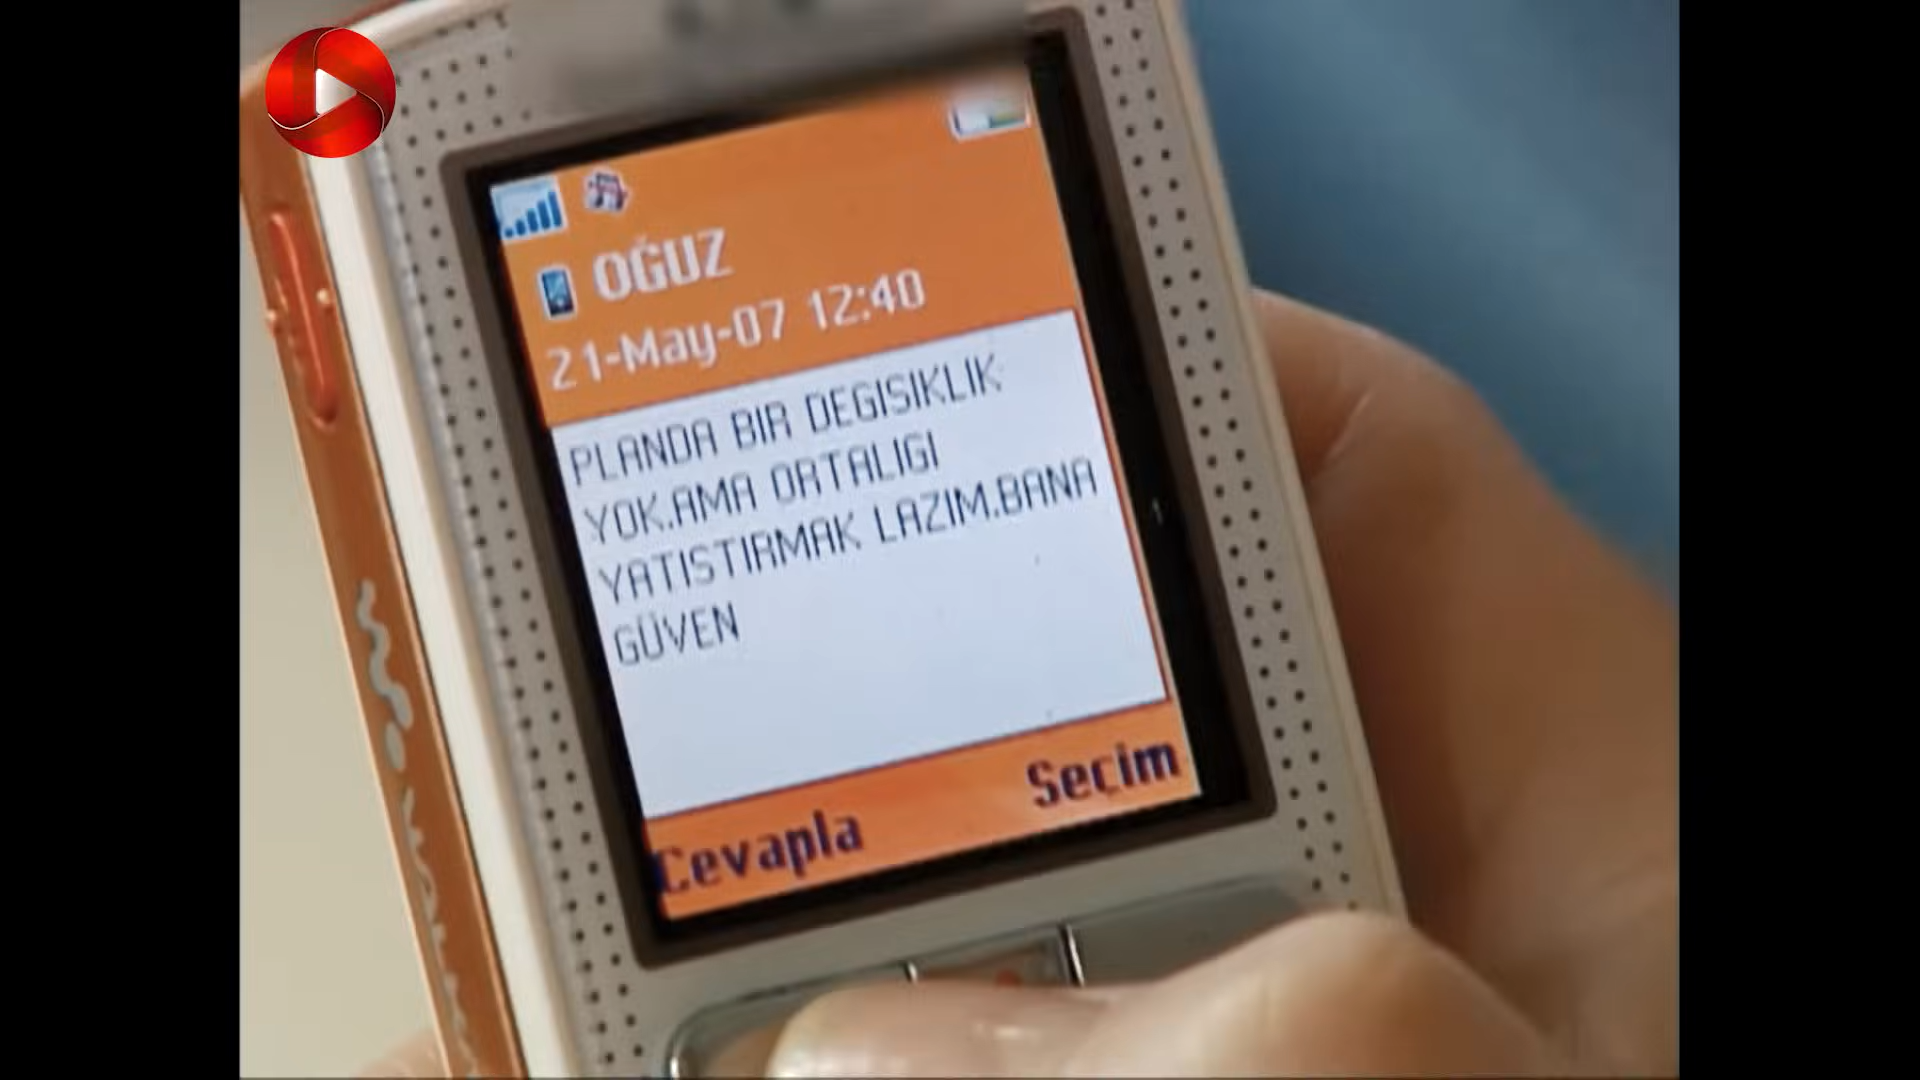 OĞUZ
21-May-07 12:40
PLANDA BIR DEGISIKLIK
YOK.AMA ORTALIGI
YATISTIRMAK LAZIM.BANA
GÜVEN
Seçim
Cevapla